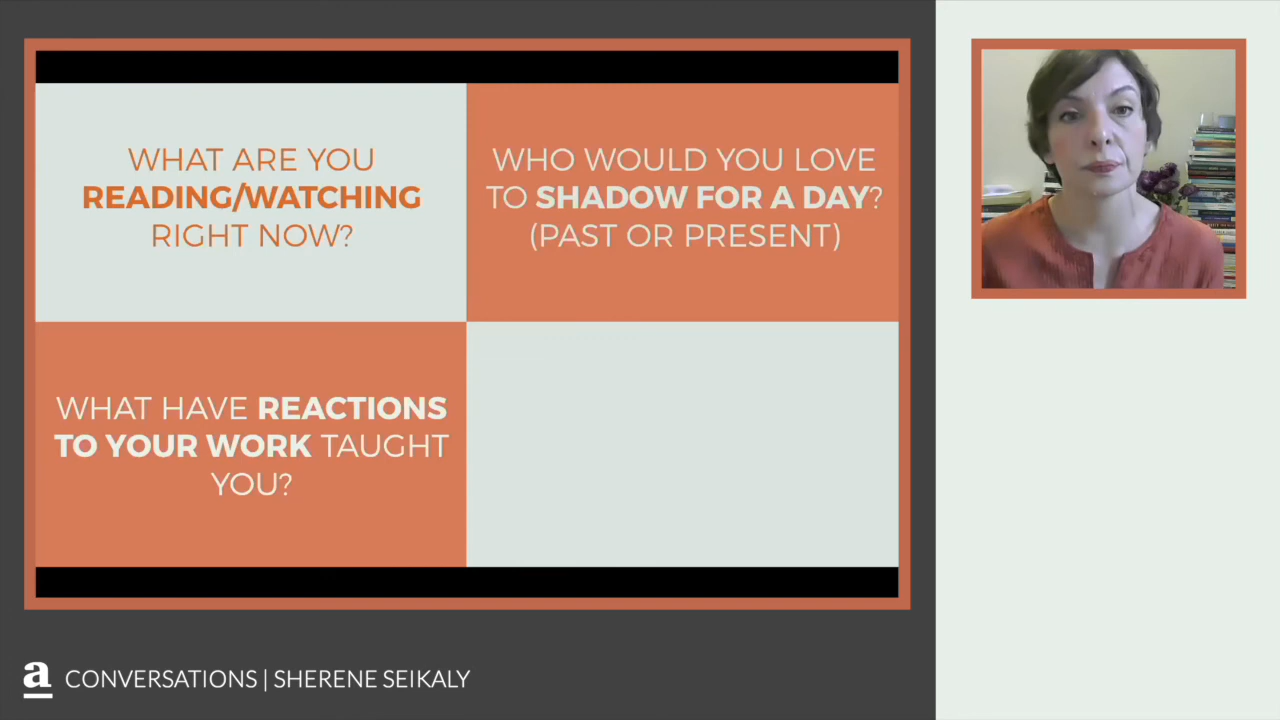 WHAT ARE YOU
READING/WATCHING
RIGHT NOW?
WHO WOULD YOU LOVE
TO SHADOW FOR A DAY?
(PAST OR PRESENT)
WHAT HAVE REACTIONS
TO YOUR WORK TAUGHT
YOU?
a CONVERSATIONS | SHERENE SEIKALY